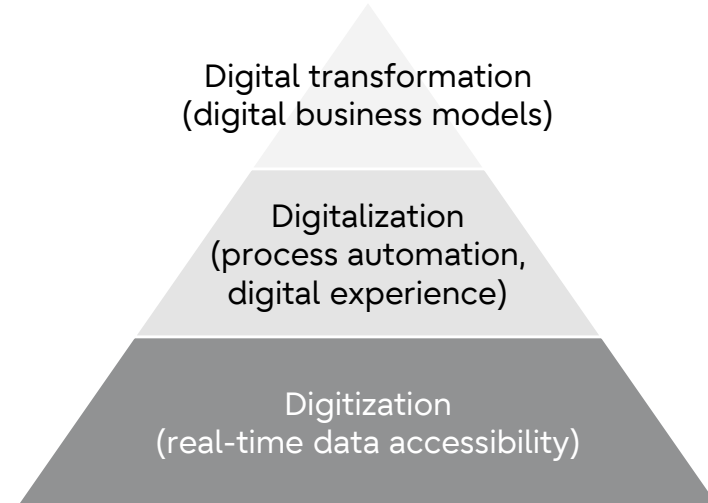 Digital transformation
(digital business models)
Digitalization
(process automation,
digital experience)
Digitization
(real-time data accessibility)